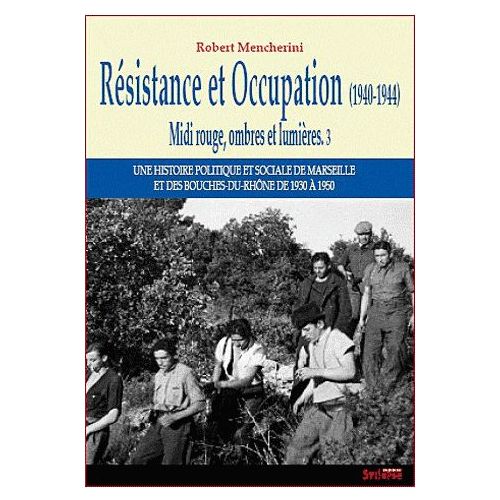 Robert Mencherini
Résistance et Occupation (1940-1944)
Midi rouge, ombres et lumières. 3
UNE HISTOIRE POLITIQUE ET SOCIALE DE MARSEILLE
ET DES BOUCHES-DU-RHÔNE DE 1930 À 1950
Syllepse